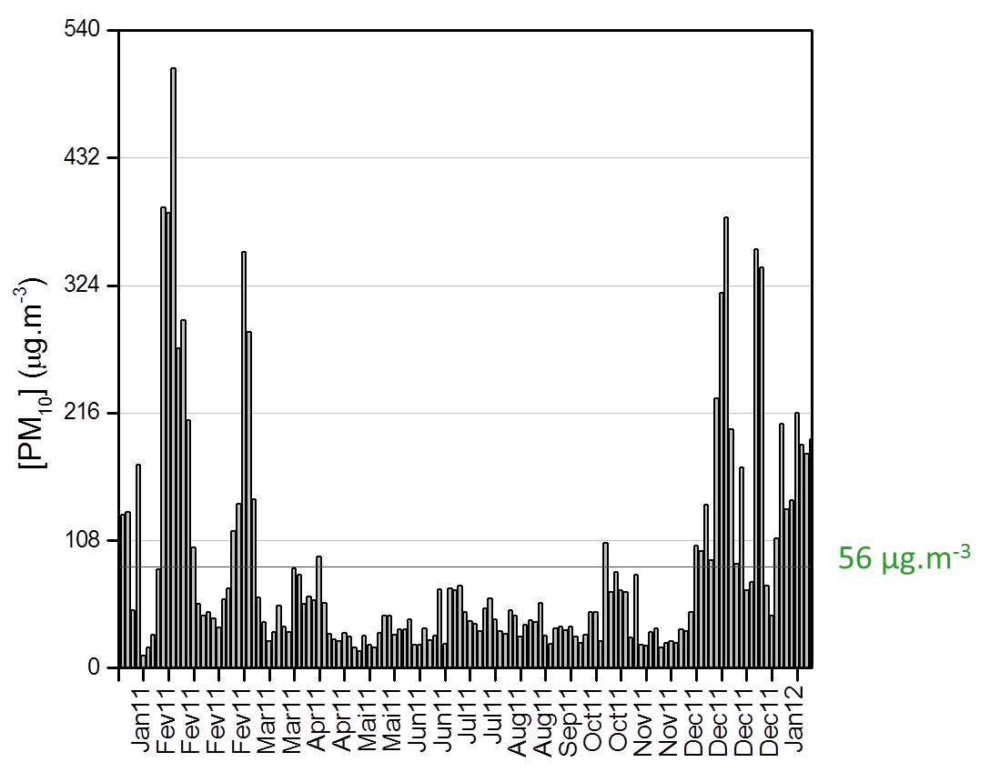 540
432
324
216
108
0
[PM10] (µg.m-3)
56 µg.m-3
Jan11
Fev11
Fev11
Fev11
Fev11
Mar11
Mar11
Apr11
Apr11
Mai11
Mai11
Jun11
Jun11
Jul11
Jul11
Aug11
Aug11
Sep11
Oct11
Oct11
Nov11
Nov11
Dec11
Dec11
Dec11
Dec11
Jan12